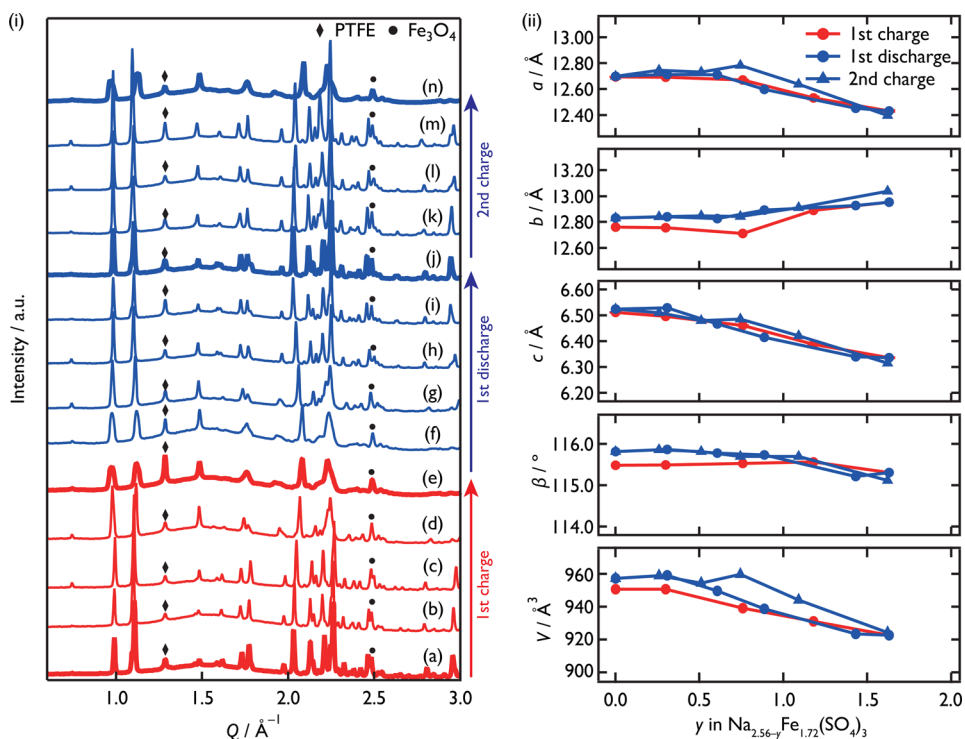 (i)
♦ PTFE ● Fe₃O₄
(n)
(m)
(l)
(k)
(j)
(i)
(h)
(g)
(f)
(e)
(d)
(c)
(b)
(a)
2nd charge
1st discharge
1st charge
Intensity / a.u.
1.0 1.5 2.0 2.5 3.0
Q / Å⁻¹
(ii)
1st charge
1st discharge
2nd charge
a / Å
13.00
12.80
12.60
12.40
b / Å
13.20
13.00
12.80
12.60
c / Å
6.60
6.50
6.40
6.30
6.20
β / °
116.0
115.0
114.0
V / Å³
960
940
920
900
0.0 0.5 1.0 1.5 2.0
y in Na₂.₅₆₋ᵧFe₁.₇₂(SO₄)₃